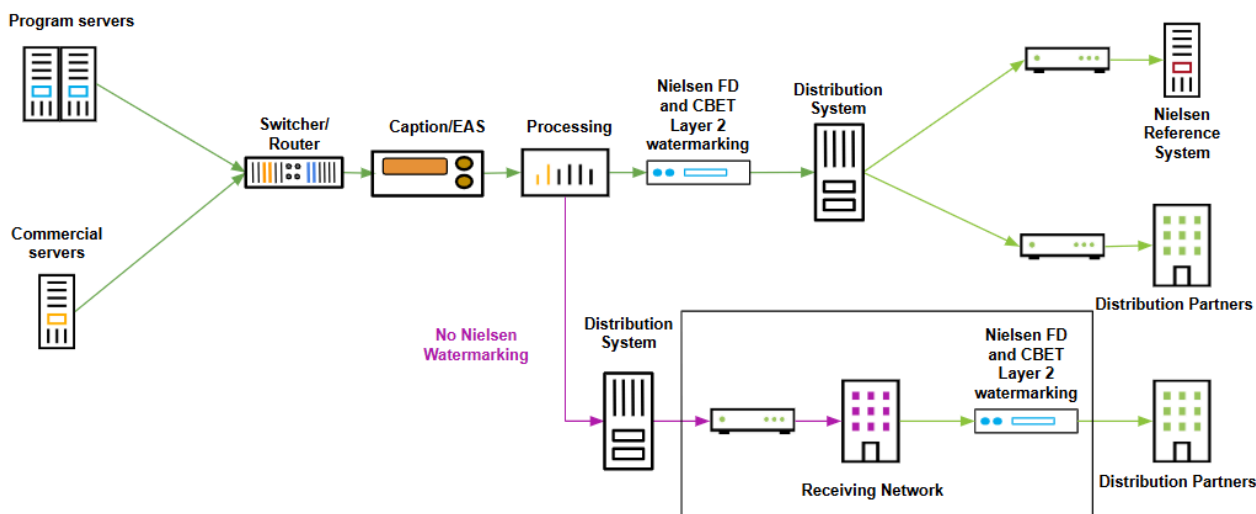 Program servers
Commercial
servers
Switcher/
Router
Caption/EAS
Processing
Nielsen FD
and CBET
Layer 2
watermarking
Distribution
System
Nielsen
Reference
System
Distribution Partners
No Nielsen
Watermarking
Distribution
System
Receiving Network
Nielsen FD
and CBET
Layer 2
watermarking
Distribution Partners